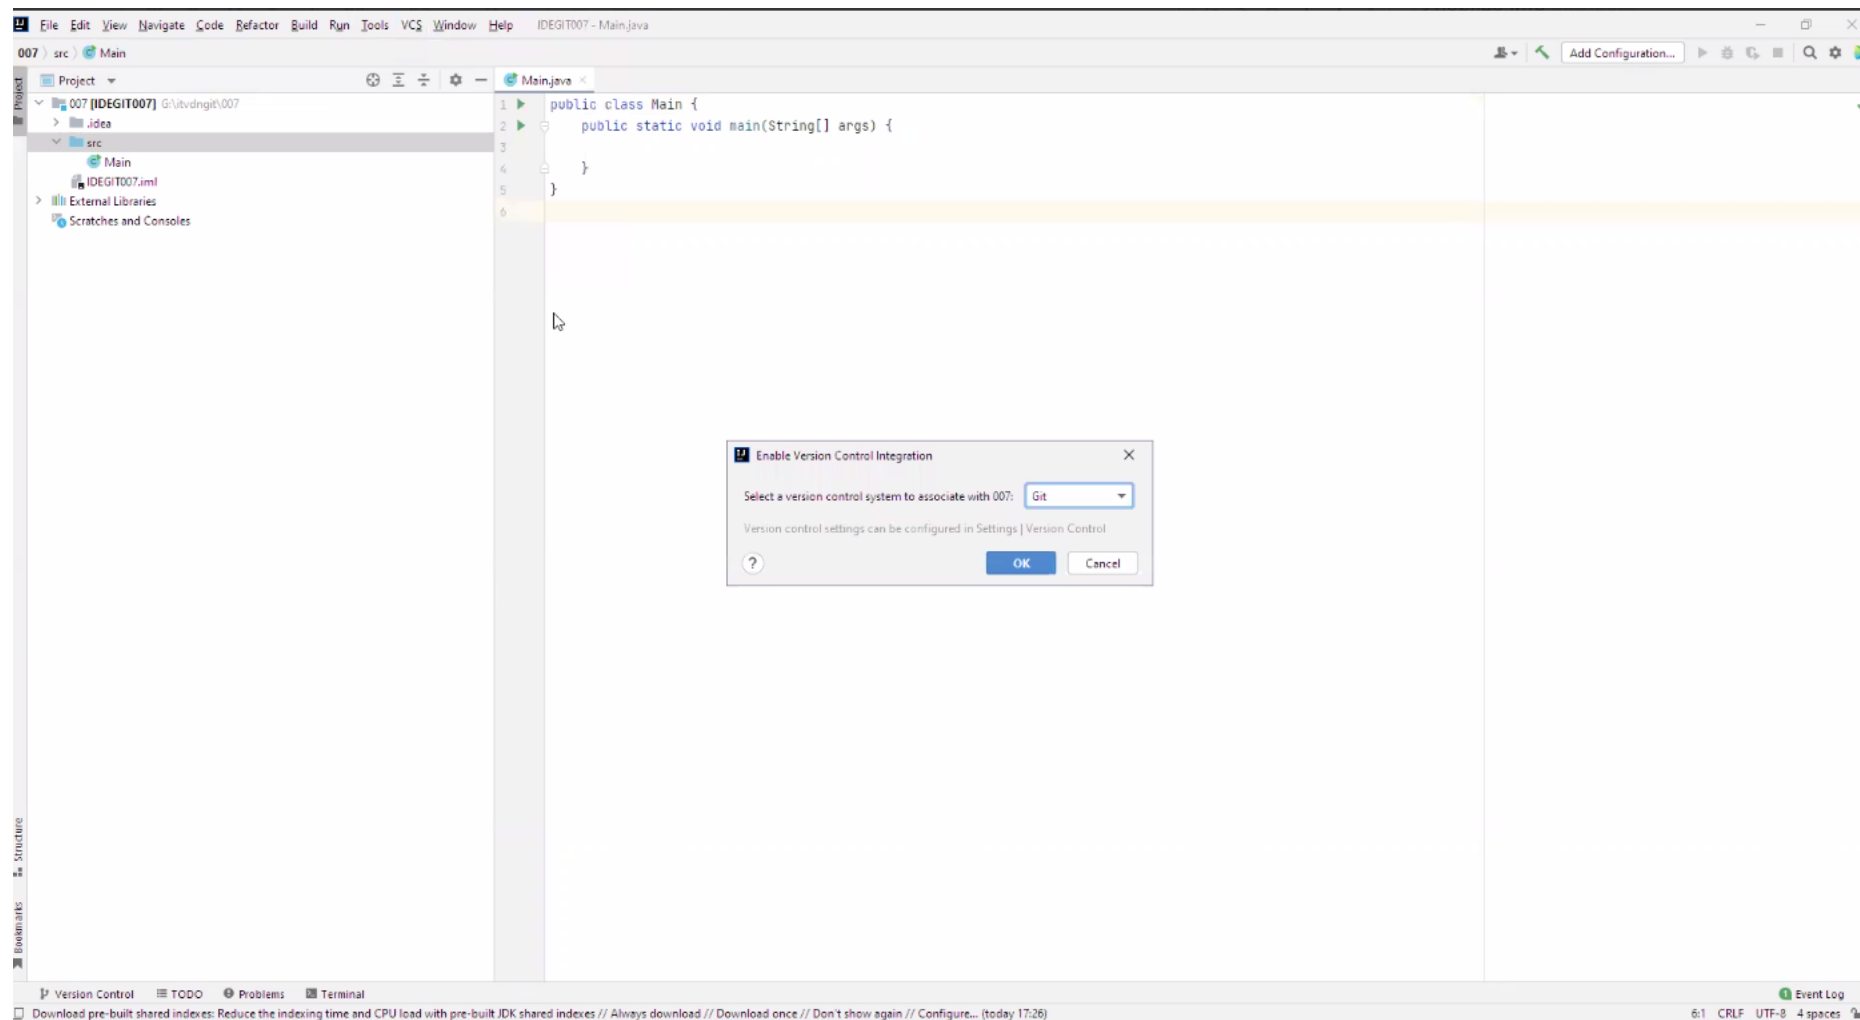 File Edit View Navigate Code Refactor Build Run Tools VCS Window Help IDEGIT007 - Main.java
007 src Main
Add Configuration...
Project
Main.java
Project
007 [IDEGIT007] G:\itvdngit\007
.idea
src
Main
IDEGIT007.iml
External Libraries
Scratches and Consoles
1 public class Main {
2 public static void main(String[] args) {
3
4 }
5 }
6
Enable Version Control Integration
Select a version control system to associate with 007: Git
Version control settings can be configured in Settings | Version Control
? OK Cancel
Structure
Bookmarks
Version Control TODO Problems Terminal
1 Event Log
Download pre-built shared indexes: Reduce the indexing time and CPU load with pre-built JDK shared indexes // Always download // Download once // Don't show again // Configure... (today 17:26)
6:1 CRLF UTF-8 4 spaces